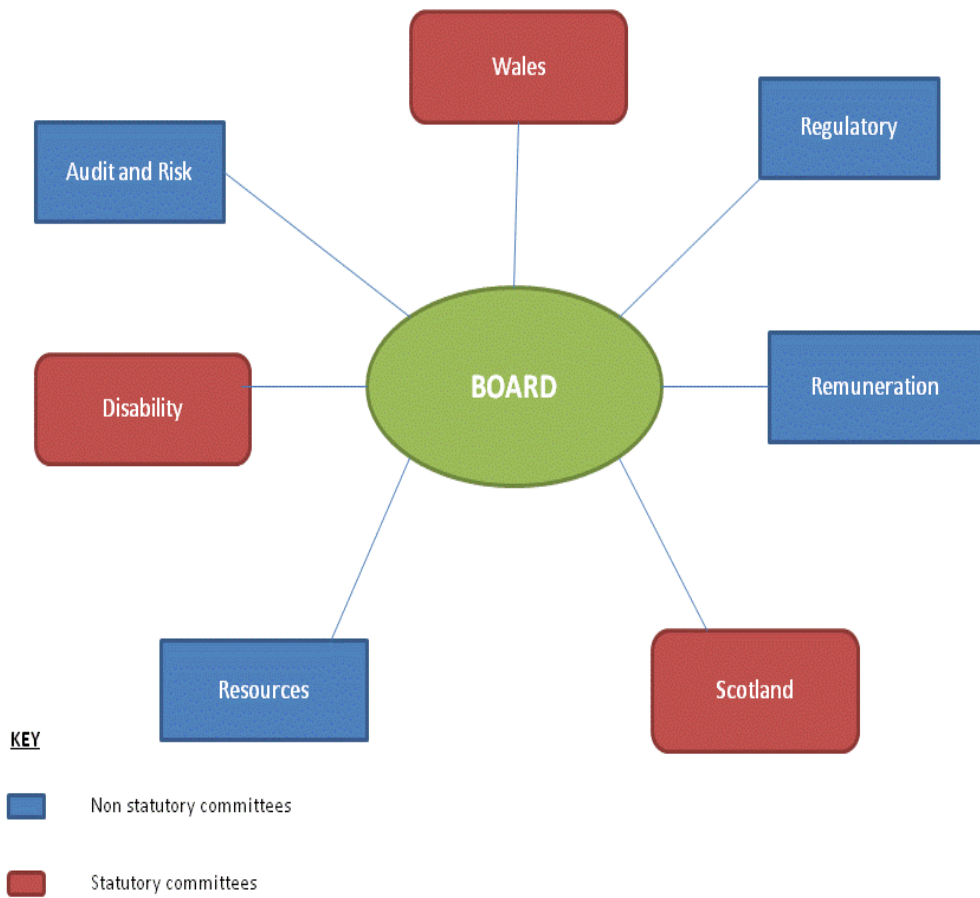 Wales
Regulatory
Audit and Risk
BOARD
Remuneration
Disability
Resources
Scotland
KEY
Non statutory committees
Statutory committees